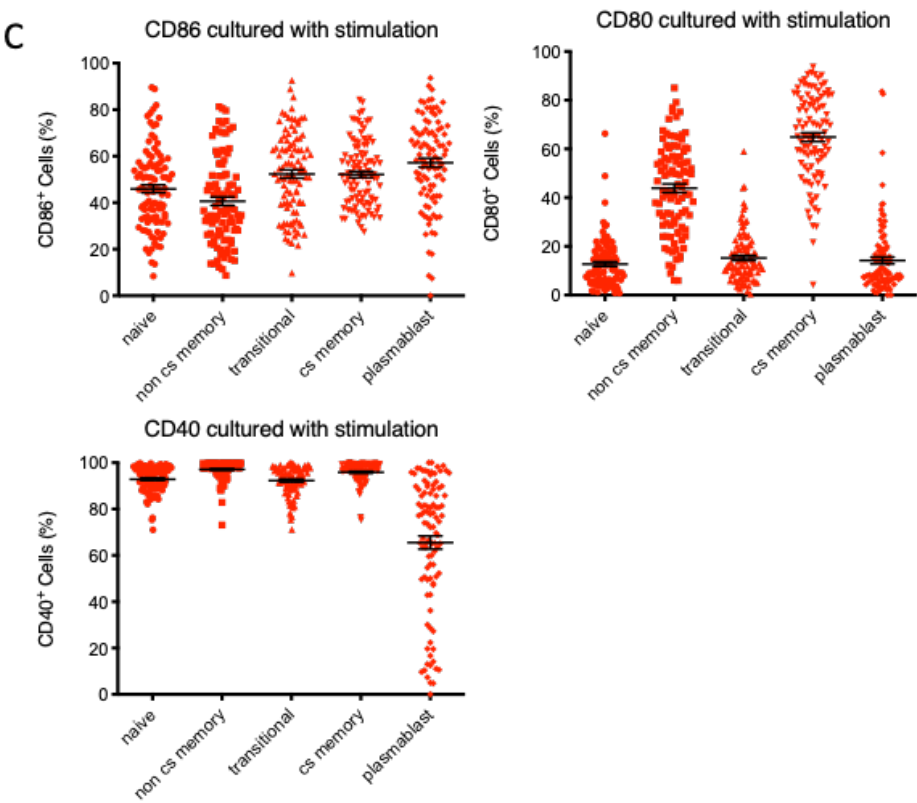 C
CD86 cultured with stimulation
CD86+ Cells (%)
100
80
60
40
20
0
naive
non cs memory
transitional
cs memory
plasmablast
CD80 cultured with stimulation
CD80+ Cells (%)
100
80
60
40
20
0
naive
non cs memory
transitional
cs memory
plasmablast
CD40 cultured with stimulation
CD40+ Cells (%)
100
80
60
40
20
0
naive
non cs memory
transitional
cs memory
plasmablast